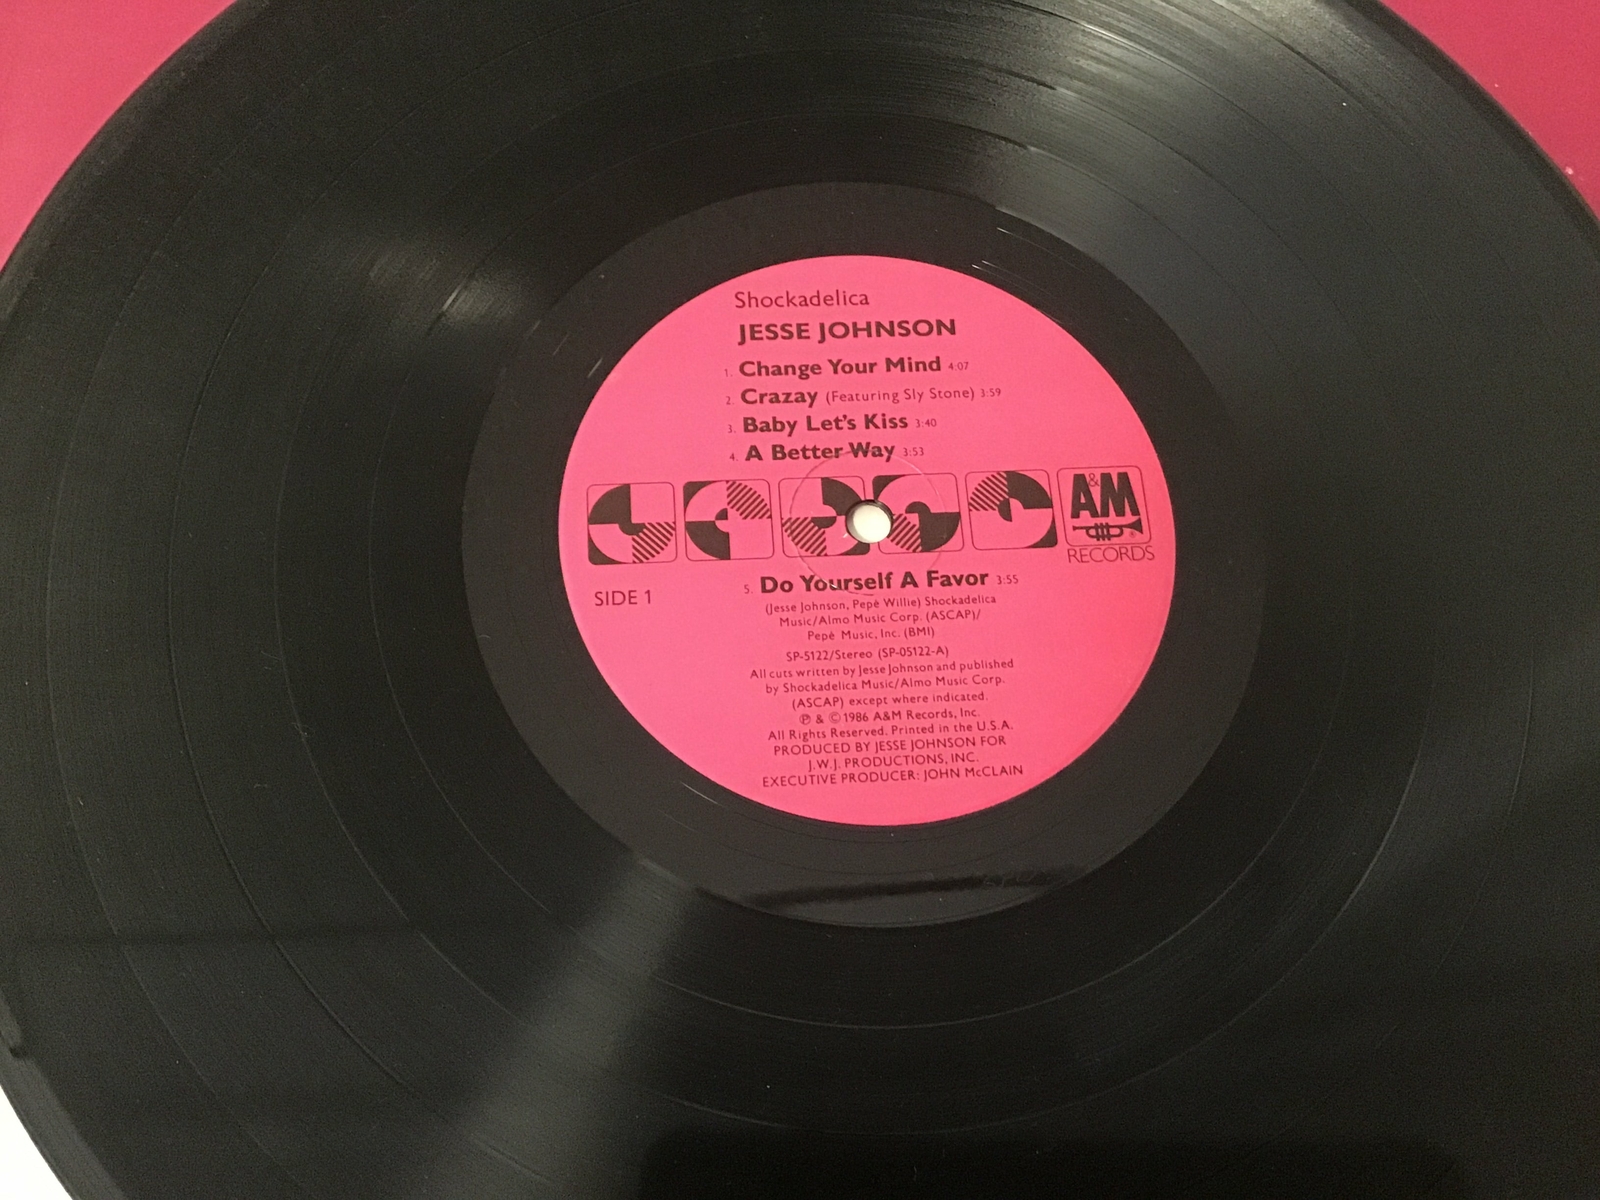 Shockadelica
JESSE JOHNSON
1. Change Your Mind 4:07
2. Crazay (Featuring Sly Stone) 3:59
3. Baby Let's Kiss 3:40
4. A Better Way 3:53
A&M
®
RECORDS
SIDE 1
5. Do Yourself A Favor 3:55
(Jesse Johnson, Pepè Willie) Shockadelica
Music/Almo Music Corp. (ASCAP)/
Pepè Music, Inc. (BMI)
SP-5122/Stereo (SP-05122-A)
All cuts written by Jesse Johnson and published
by Shockadelica Music/Almo Music Corp.
(ASCAP) except where indicated.
℗ & © 1986 A&M Records, Inc.
All Rights Reserved. Printed in the U.S.A.
PRODUCED BY JESSE JOHNSON FOR
J.W.J. PRODUCTIONS, INC.
EXECUTIVE PRODUCER: JOHN McCLAIN